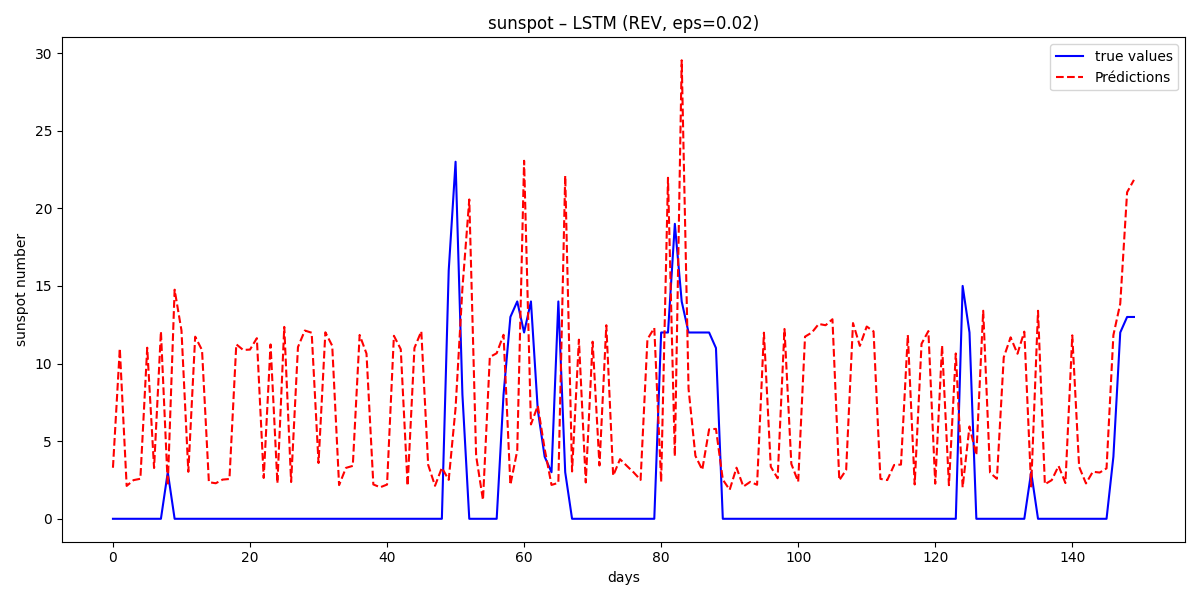 sunspot – LSTM (REV, eps=0.02)
true values
Prédictions
sunspot number
30
25
20
15
10
5
0
0 20 40 60 80 100 120 140
days